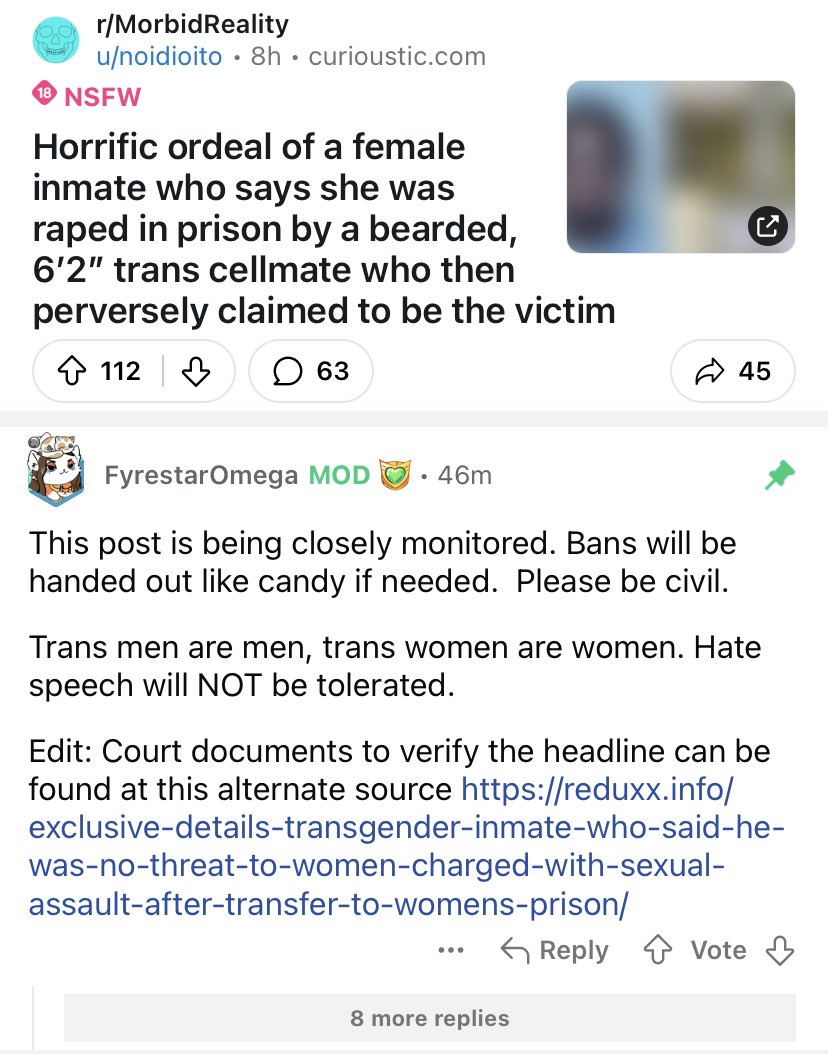 r/MorbidReality
u/noidioito • 8h • curioustic.com
18 NSFW
Horrific ordeal of a female
inmate who says she was
raped in prison by a bearded,
6’2” trans cellmate who then
perversely claimed to be the victim
112
63
45
FyrestarOmega MOD • 46m
This post is being closely monitored. Bans will be
handed out like candy if needed.  Please be civil.
Trans men are men, trans women are women. Hate
speech will NOT be tolerated.
Edit: Court documents to verify the headline can be
found at this alternate source https://reduxx.info/
exclusive-details-transgender-inmate-who-said-he-
was-no-threat-to-women-charged-with-sexual-
assault-after-transfer-to-womens-prison/
... Reply Vote
8 more replies